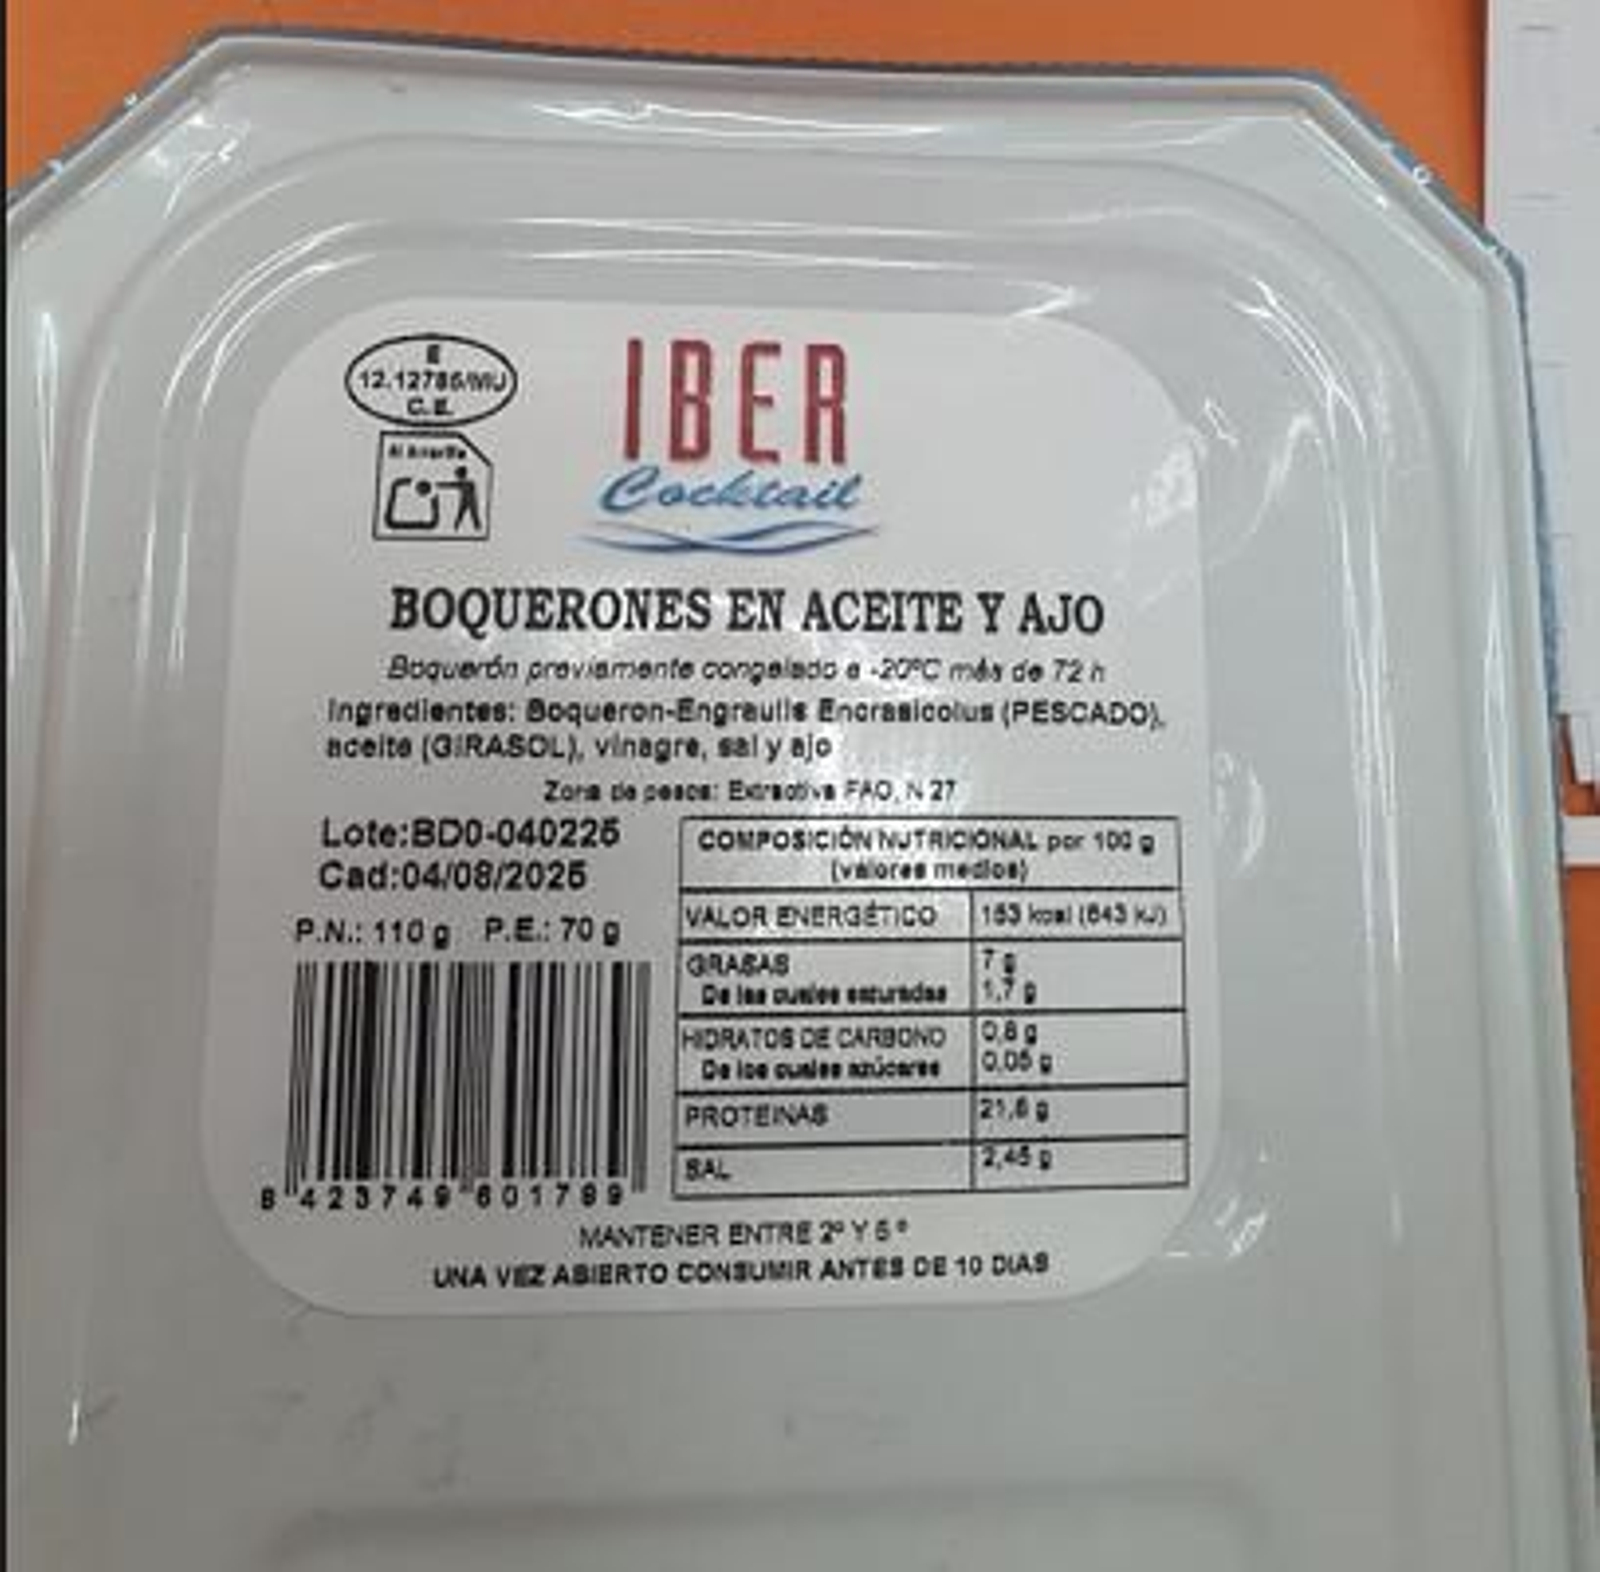 E
12.12786/MU
C.E.
Al Amarillo
IBER
Cocktail
BOQUERONES EN ACEITE Y AJO
Boquerón previamente congelado a -20ºC más de 72 h
Ingredientes: Boqueron-Engraulis Encrasicolus (PESCADO),
aceite (GIRASOL), vinagre, sal y ajo
Zona de pesca: Extractiva FAO, N 27
Lote:BD0-040225
Cad:04/08/2025
P.N.: 110 g P.E.: 70 g
COMPOSICIÓN NUTRICIONAL por 100 g
(valores medios)
VALOR ENERGÉTICO 153 kcal (643 kJ)
GRASAS 7 g
De las cuales saturadas 1,7 g
HIDRATOS DE CARBONO 0,8 g
De los cuales azúcares 0,05 g
PROTEINAS 21,6 g
SAL 2,45 g
8 423749 601799
MANTENER ENTRE 2º Y 5º
UNA VEZ ABIERTO CONSUMIR ANTES DE 10 DIAS